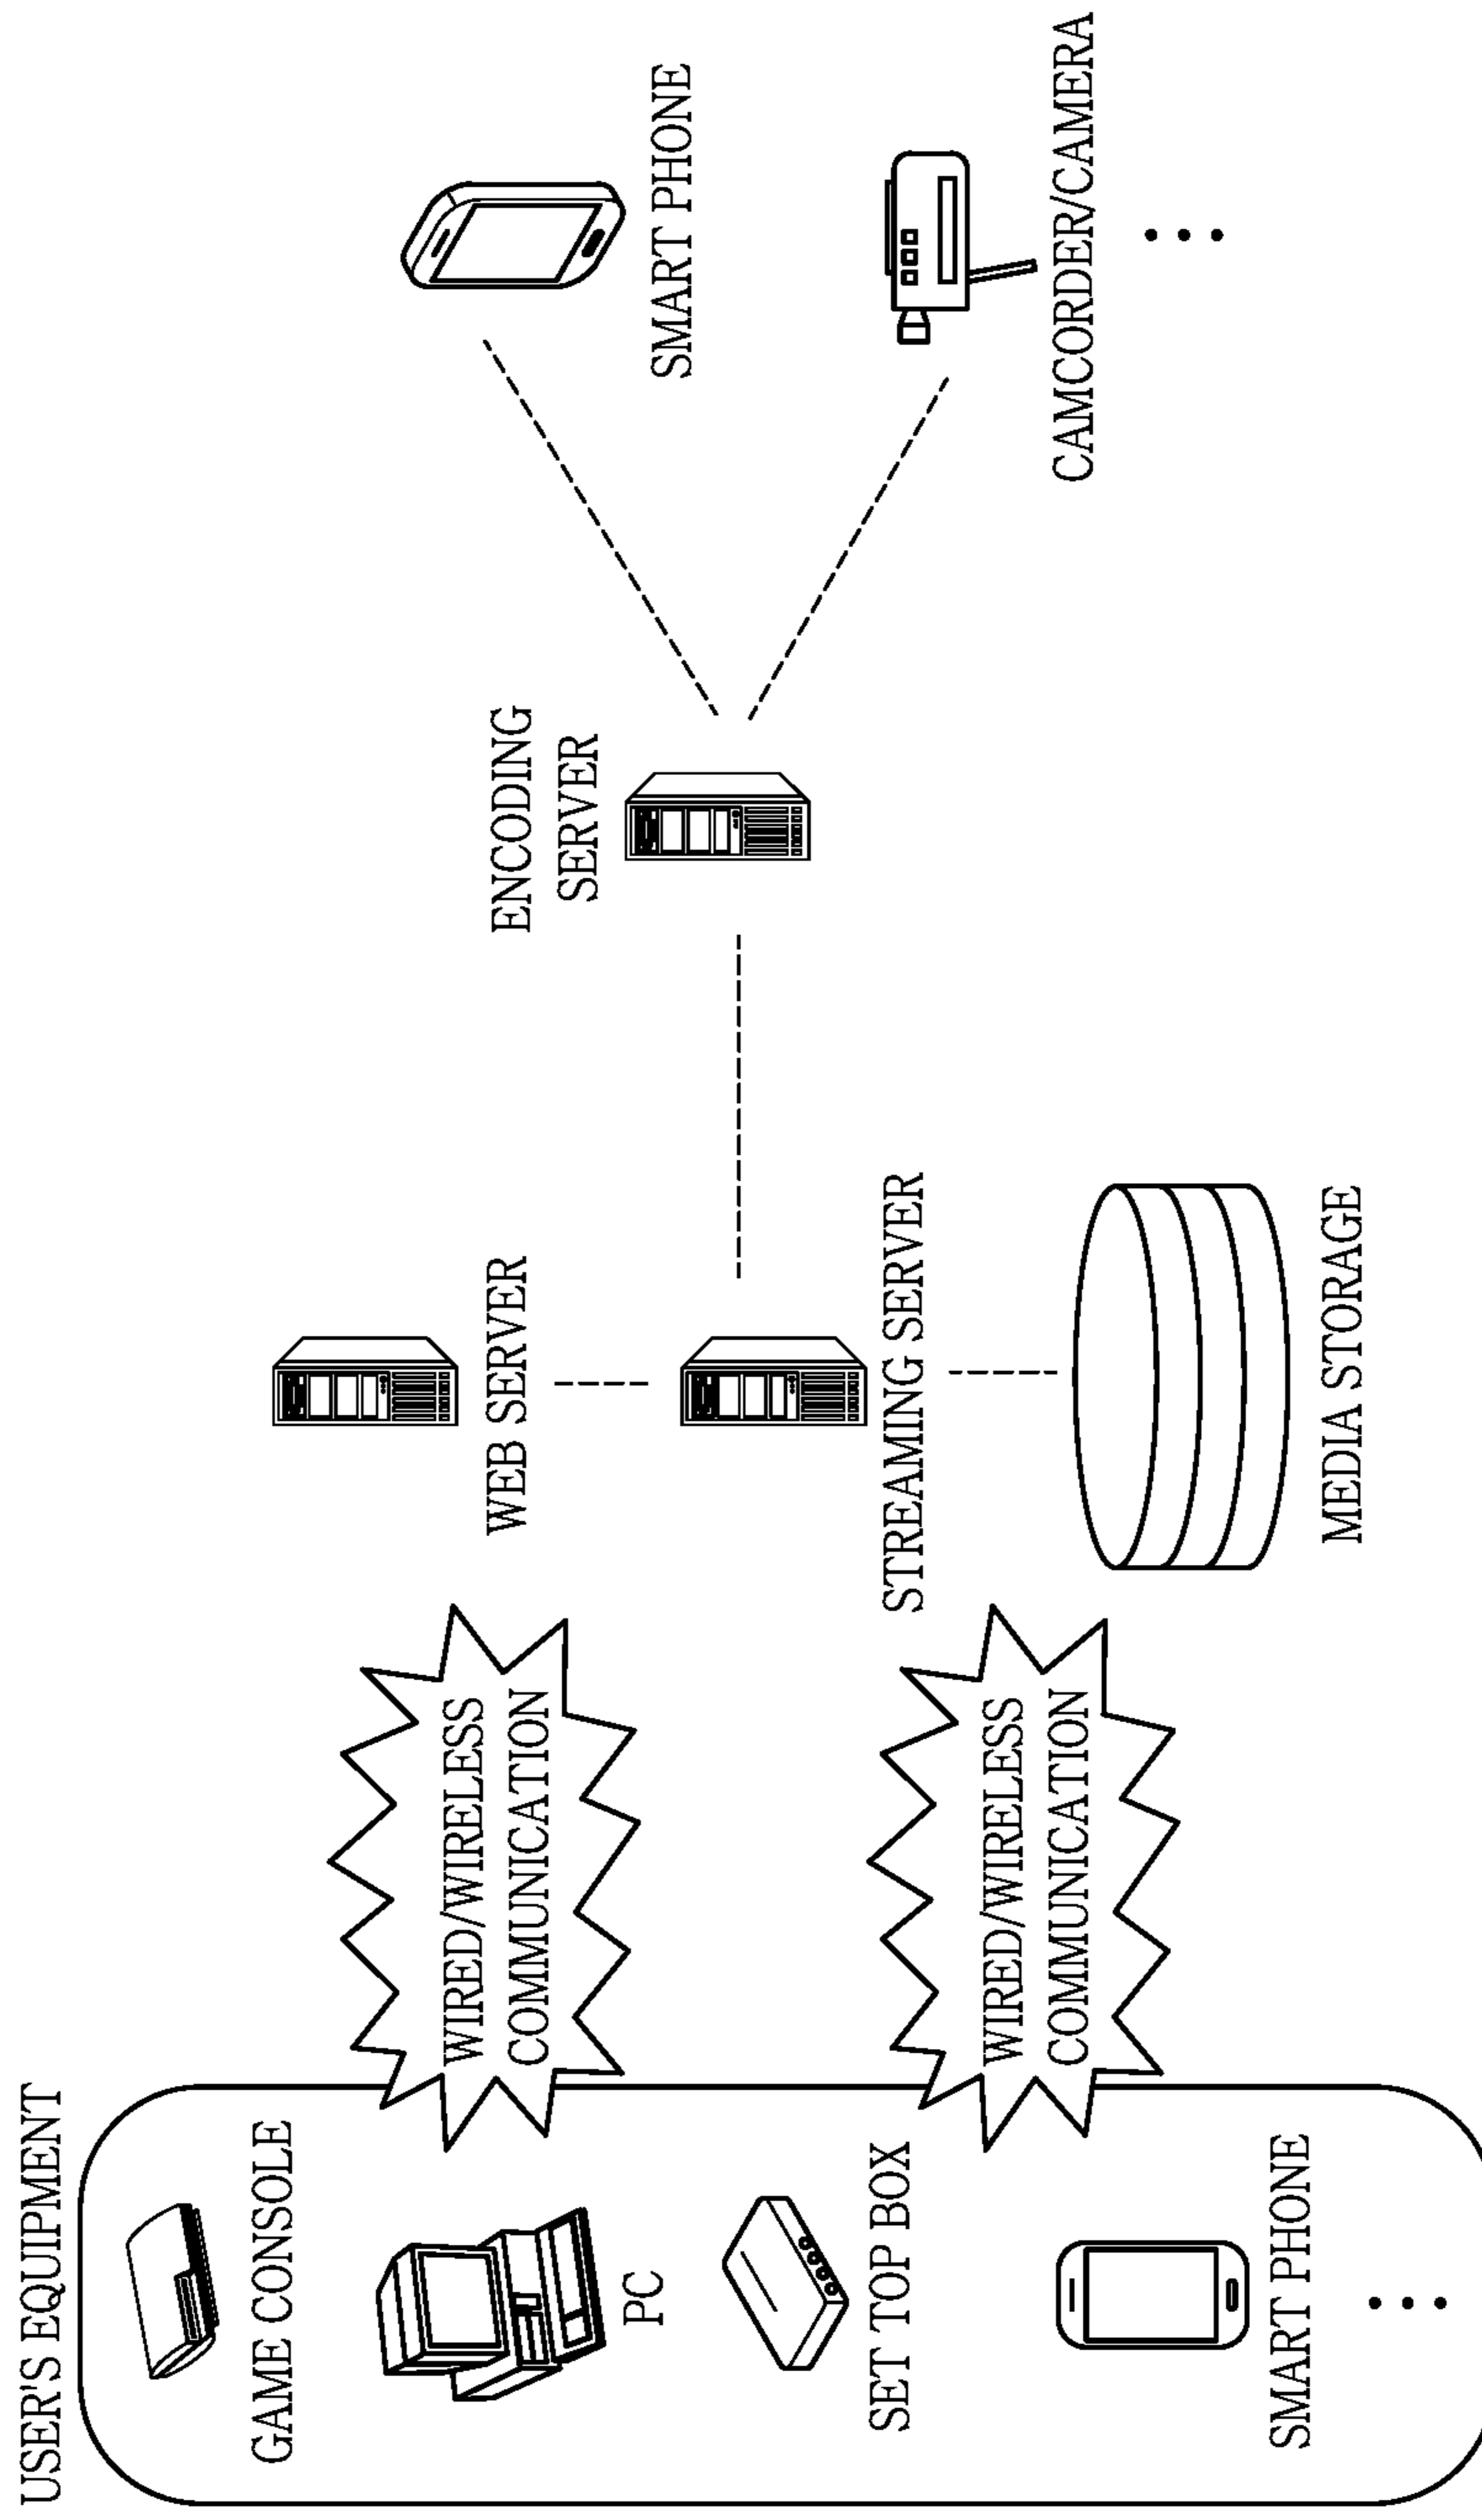 USER'S EQUIPMENT
GAME CONSOLE
PC
SET TOP BOX
SMART PHONE
WIRED/WIRELESS
COMMUNICATION
WIRED/WIRELESS
COMMUNICATION
WEB SERVER
STREAMING SERVER
MEDIA STORAGE
ENCODING
SERVER
SMART PHONE
CAMCORDER/CAMERA